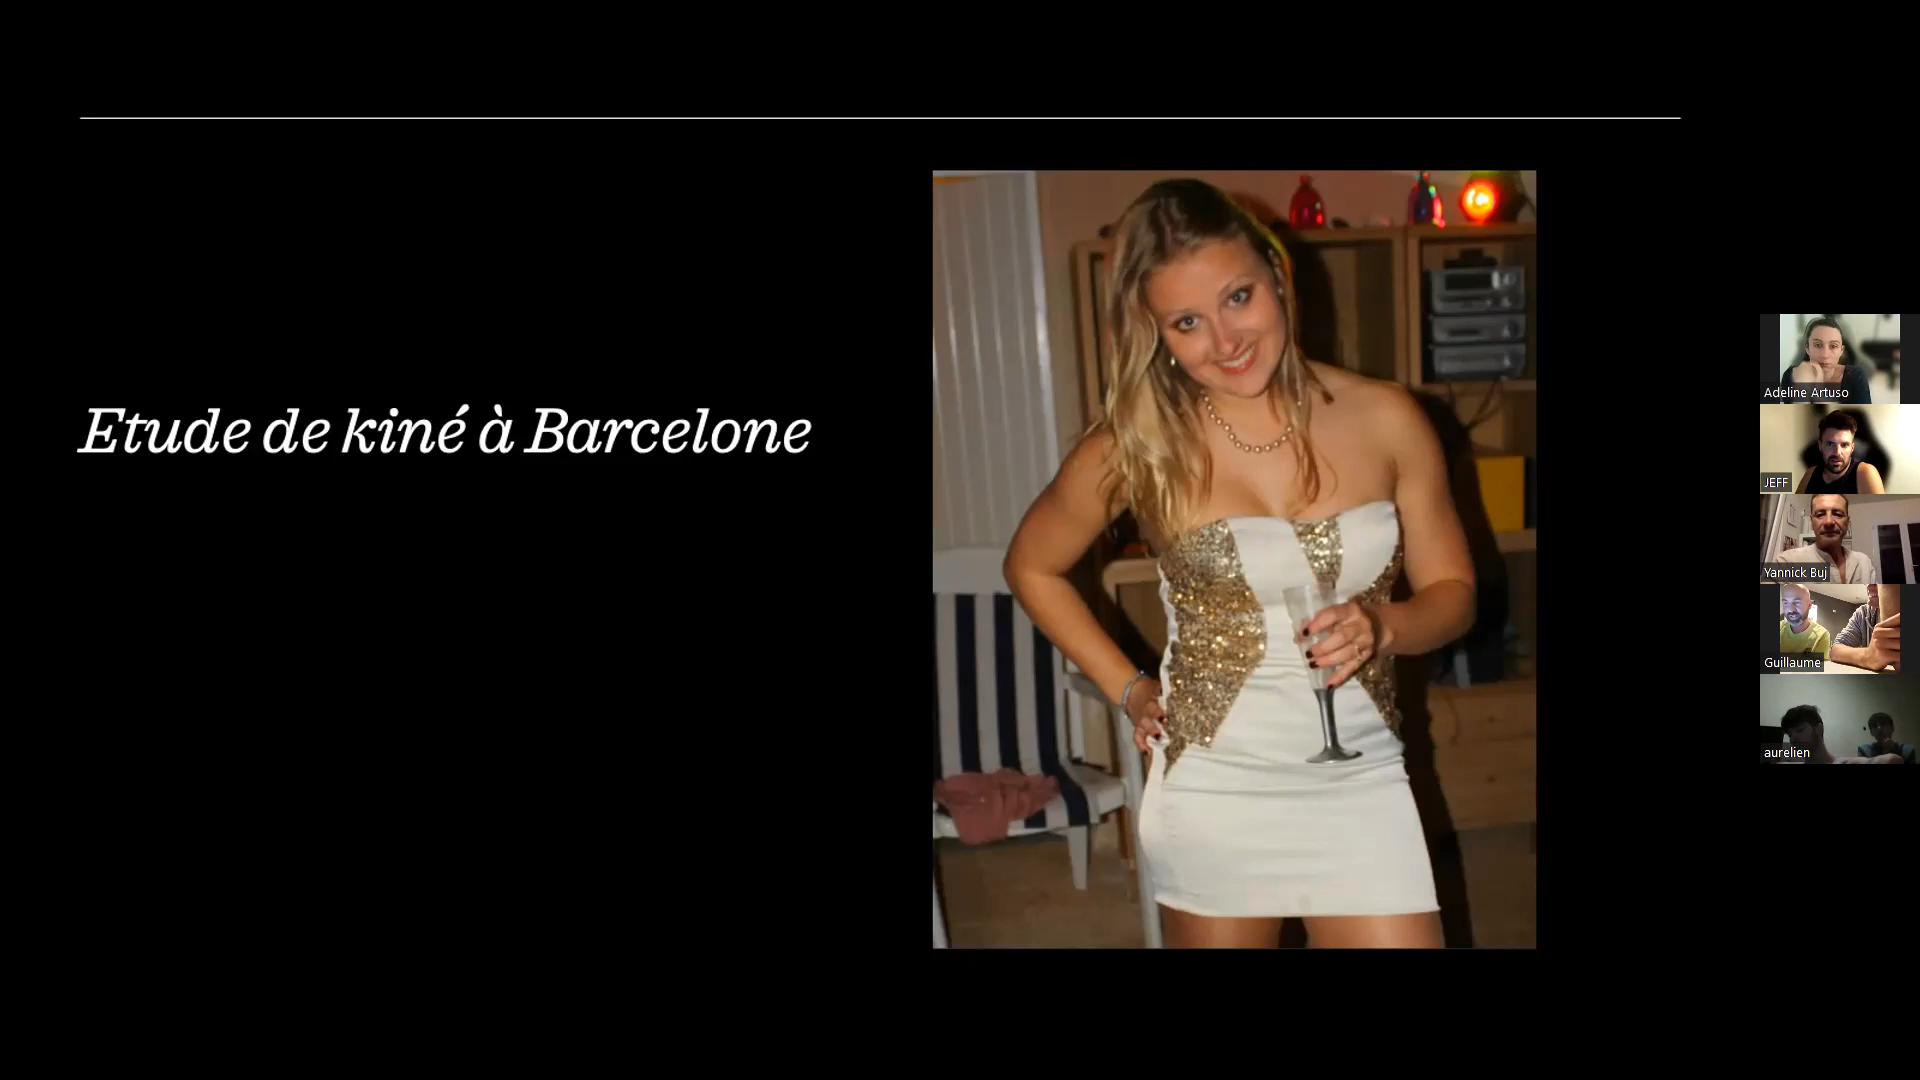 Etude de kiné à Barcelone
Adeline Artuso
JEFF
Yannick Buj
Guillaume
aurelien